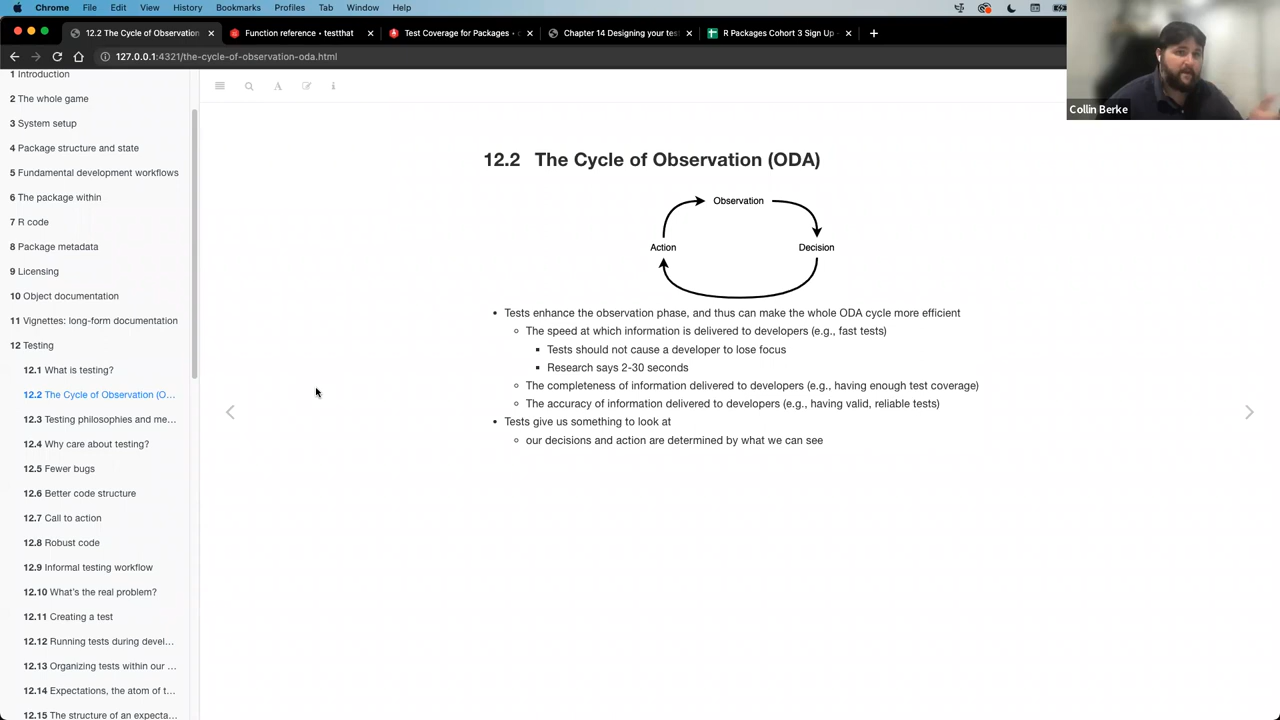 Chrome File Edit View History Bookmarks Profiles Tab Window Help
12.2 The Cycle of Observation
Function reference • testthat
Test Coverage for Packages •
Chapter 14 Designing your tes
R Packages Cohort 3 Sign Up
127.0.0.1:4321/the-cycle-of-observation-oda.html
Collin Berke
1 Introduction
2 The whole game
3 System setup
4 Package structure and state
5 Fundamental development workflows
6 The package within
7 R code
8 Package metadata
9 Licensing
10 Object documentation
11 Vignettes: long-form documentation
12 Testing
12.1 What is testing?
12.2 The Cycle of Observation (O...
12.3 Testing philosophies and me...
12.4 Why care about testing?
12.5 Fewer bugs
12.6 Better code structure
12.7 Call to action
12.8 Robust code
12.9 Informal testing workflow
12.10 What's the real problem?
12.11 Creating a test
12.12 Running tests during devel...
12.13 Organizing tests within our ...
12.14 Expectations, the atom of t...
12.15 The structure of an expecta...
12.2 The Cycle of Observation (ODA)
Observation
Action
Decision
• Tests enhance the observation phase, and thus can make the whole ODA cycle more efficient
The speed at which information is delivered to developers (e.g., fast tests)
Tests should not cause a developer to lose focus
Research says 2-30 seconds
The completeness of information delivered to developers (e.g., having enough test coverage)
The accuracy of information delivered to developers (e.g., having valid, reliable tests)
• Tests give us something to look at
our decisions and action are determined by what we can see